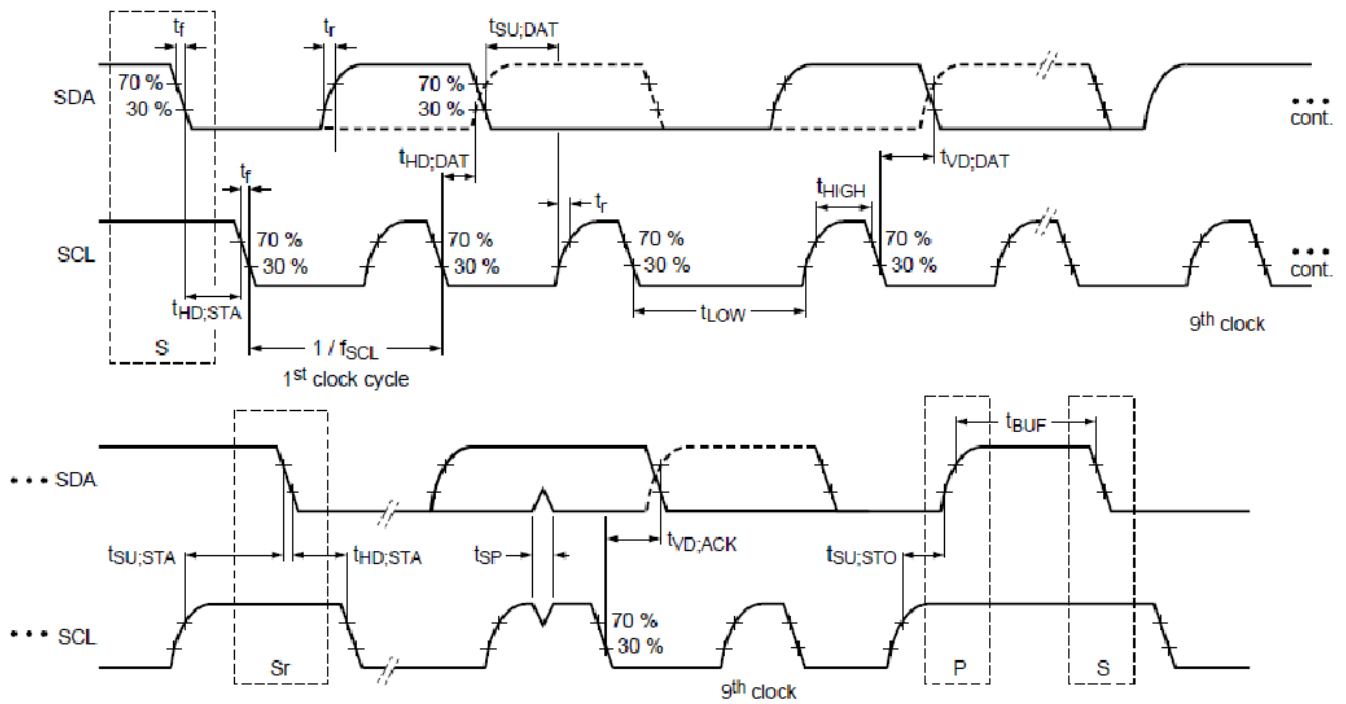 tf
tr
tSU;DAT
70 %
30 %
70 %
30 %
SDA
cont.
tHD;DAT
tVD;DAT
tf
tr
tHIGH
70 %
30 %
70 %
30 %
70 %
30 %
70 %
30 %
SCL
cont.
tHD;STA
tLOW
9th clock
S
1 / fSCL
1st clock cycle
tBUF
SDA
tSU;STA
tHD;STA
tSP
tVD;ACK
tSU;STO
70 %
30 %
SCL
Sr
P
S
9th clock